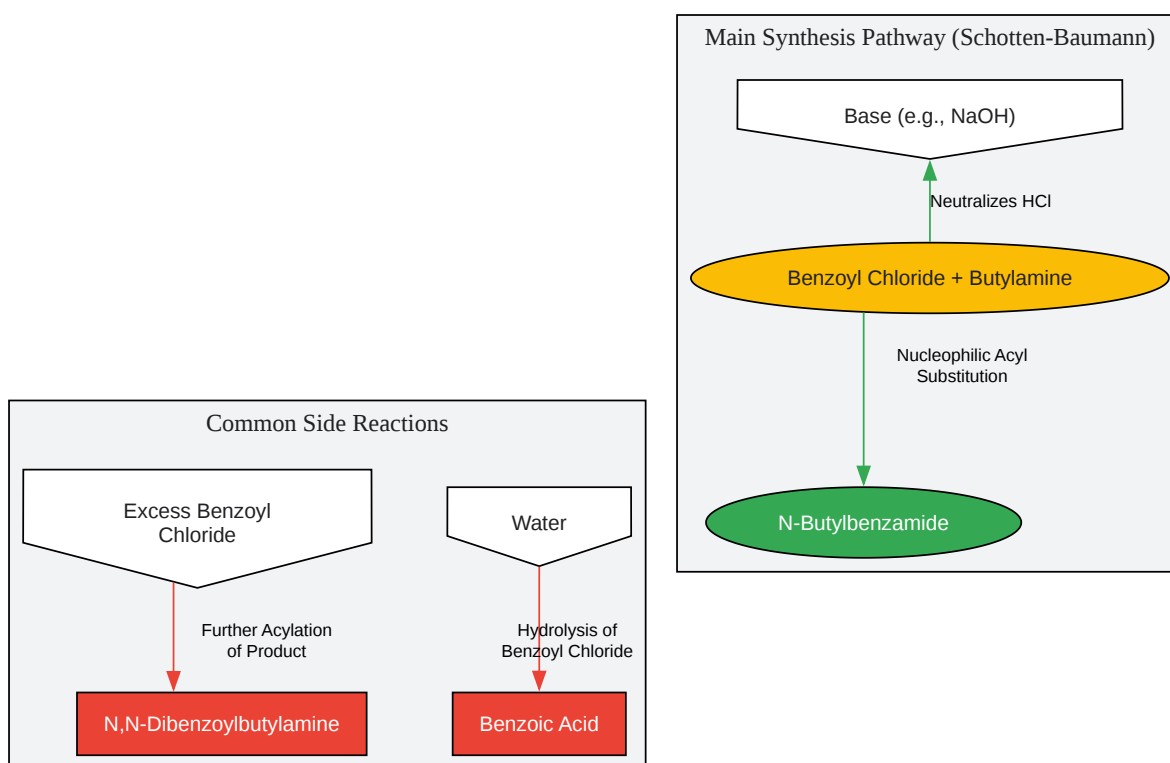 Main Synthesis Pathway (Schotten-Baumann)
Base (e.g., NaOH)
Neutralizes HCl
Benzoyl Chloride + Butylamine
Nucleophilic Acyl
Substitution
N-Butylbenzamide
Common Side Reactions
Excess Benzoyl
Chloride
Water
Further Acylation
of Product
Hydrolysis of
Benzoyl Chloride
N,N-Dibenzoylbutylamine
Benzoic Acid